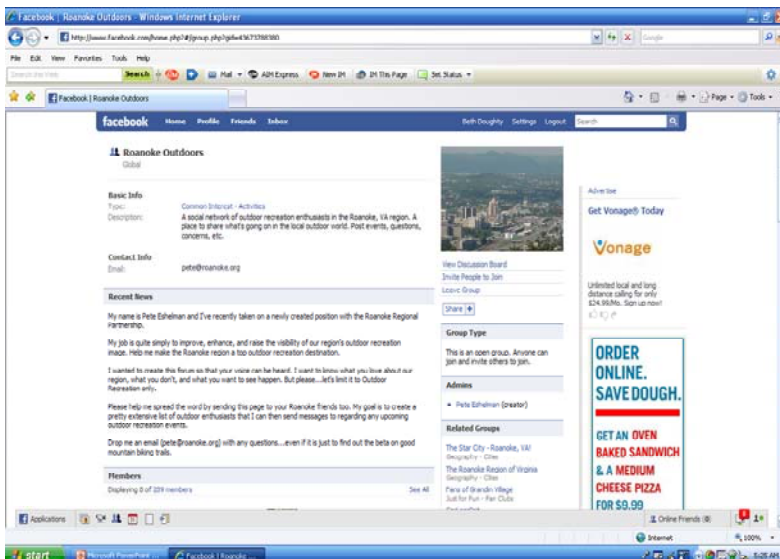 Facebook | Roanoke Outdoors - Windows Internet Explorer
Google
File Edit View Favorites Tools Help
Search Mail AIM Express New IM IM This Page Set Status
Facebook | Roanoke Outdoors
Page Tools
facebook Home Profile Friends Inbox Beth Doughty Settings Logout Search
Roanoke Outdoors
Global
Basic Info
Type: Common Interest - Activities
Description: A social network of outdoor recreation enthusiasts in the Roanoke, VA region. A
place to share what's going on in the local outdoor world. Post events, questions,
concerns, etc.
Contact Info
Email: pete@roanoke.org
Recent News
My name is Pete Eshelman and I've recently taken on a newly created position with the Roanoke Regional
Partnership.
My job is quite simply to improve, enhance, and raise the visibility of our region's outdoor recreation
image. Help me make the Roanoke region a top outdoor recreation destination.
I wanted to create this forum so that your voice can be heard. I want to know what you love about our
region, what you don't, and what you want to see happen. But please...let's limit it to Outdoor
Recreation only.
Please help me spread the word by sending this page to your Roanoke friends too. My goal is to create a
pretty extensive list of outdoor enthusiasts that I can then send messages to regarding any upcoming
outdoor recreation events.
Drop me an email (pete@roanoke.org) with any questions...even if it is just to find out the beta on good
mountain biking trails.
Members
Displaying 8 of 209 members See All
View Discussion Board
Invite People to Join
Leave Group
Share +
Group Type
This is an open group. Anyone can
join and invite others to join.
Admins
Pete Eshelman (creator)
Related Groups
The Star City - Roanoke, VA!
Geography - Cities
The Roanoke Region of Virginia
Geography - Cities
Fans of Grandin Village
Just for Fun - Fan Clubs
Advertise
Get Vonage® Today
Vonage
Unlimited local and long
distance calling for only
$24.99/Mo. Sign up now!
ORDER
ONLINE.
SAVE DOUGH.
GET AN OVEN
BAKED SANDWICH
& A MEDIUM
CHEESE PIZZA
FOR $9.99
Applications Online Friends (8)
Internet 100%
start Microsoft PowerPoint ... Facebook | Roanoke ...